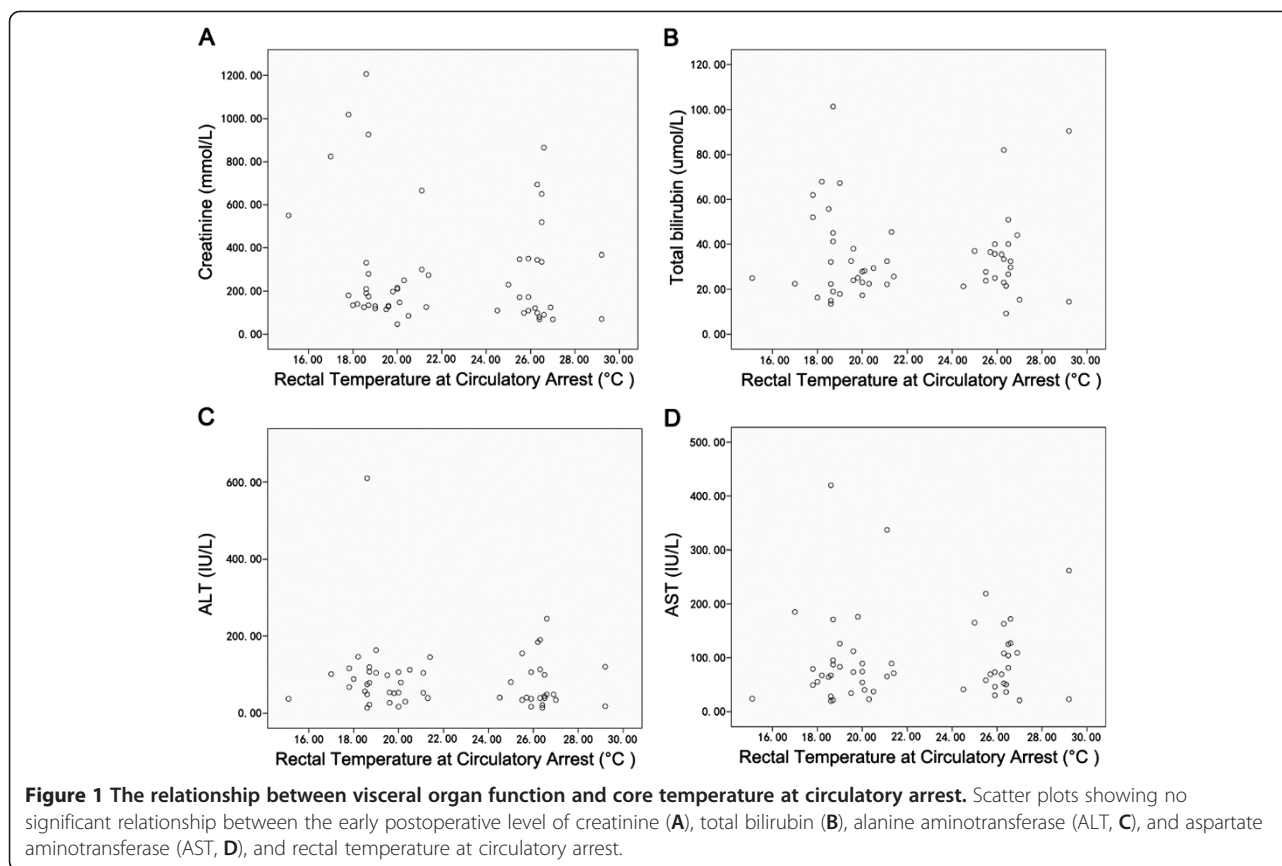 A
1200. 00
1000. 00
800. 00
600. 00
400. 00
200. 00
0. 00
Creatinine (mmol/L)
16. 00 18. 00 20. 00 22. 00 24. 00 26. 00 28. 00 30. 00
Rectal Temperature at Circulatory Arrest (°C )
B
120. 00
100. 00
80. 00
60. 00
40. 00
20. 00
0. 00
Total bilirubin (umol/L)
16. 00 18. 00 20. 00 22. 00 24. 00 26. 00 28. 00 30. 00
Rectal Temperature at Circulatory Arrest (°C )
C
600. 00
400. 00
200. 00
0. 00
ALT (IU/L)
16. 00 18. 00 20. 00 22. 00 24. 00 26. 00 28. 00 30. 00
Rectal Temperature at Circulatory Arrest (°C )
D
500. 00
400. 00
300. 00
200. 00
100. 00
0. 00
AST (IU/L)
16. 00 18. 00 20. 00 22. 00 24. 00 26. 00 28. 00 30. 00
Rectal Temperature at Circulatory Arrest (°C )
Figure 1 The relationship between visceral organ function and core temperature at circulatory arrest. Scatter plots showing no
significant relationship between the early postoperative level of creatinine (A), total bilirubin (B), alanine aminotransferase (ALT, C), and aspartate
aminotransferase (AST, D), and rectal temperature at circulatory arrest.